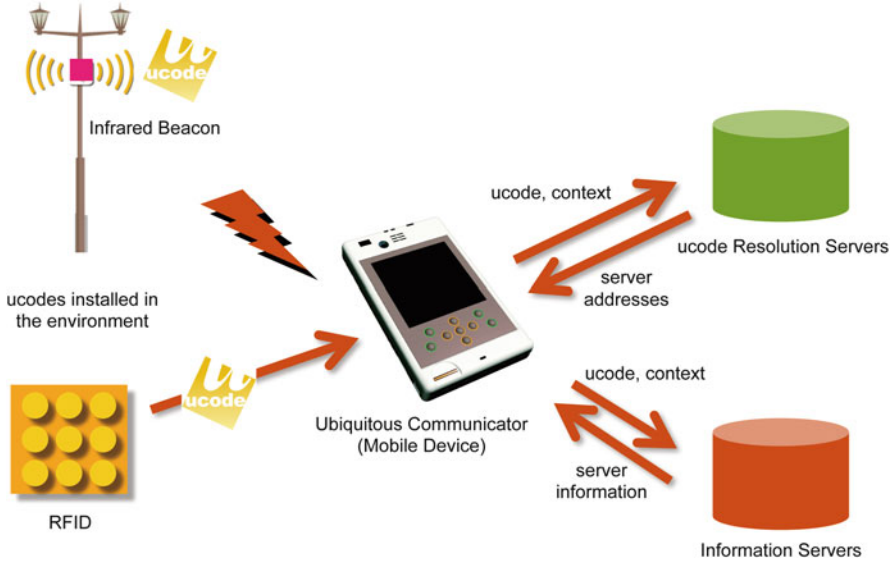 ucode
Infrared Beacon
ucodes installed in
the environment
ucode
RFID
Ubiquitous Communicator
(Mobile Device)
ucode, context
server
addresses
ucode Resolution Servers
ucode, context
server
information
Information Servers